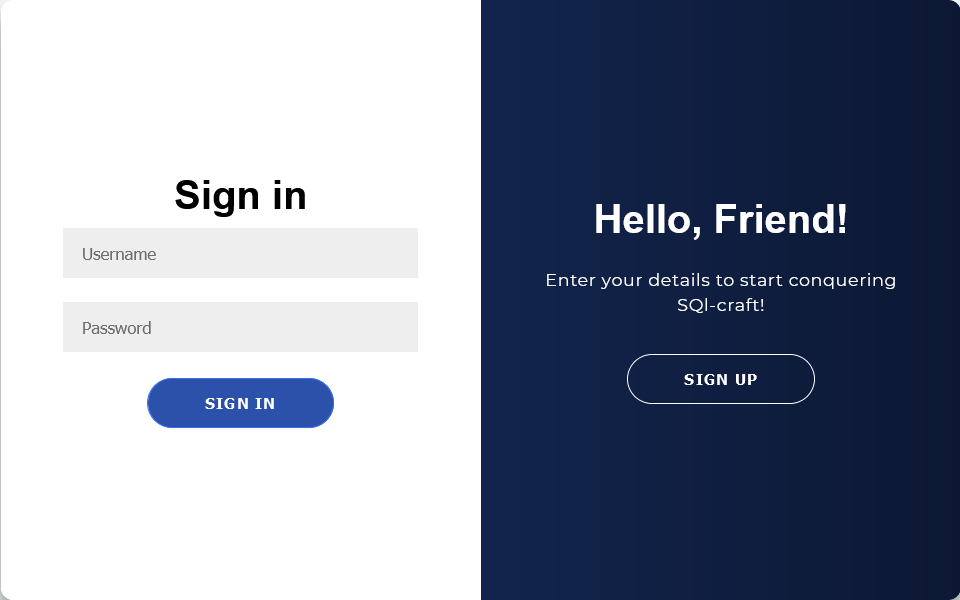 Sign in
Username
Password
SIGN IN
Hello, Friend!
Enter your details to start conquering
SQl-craft!
SIGN UP